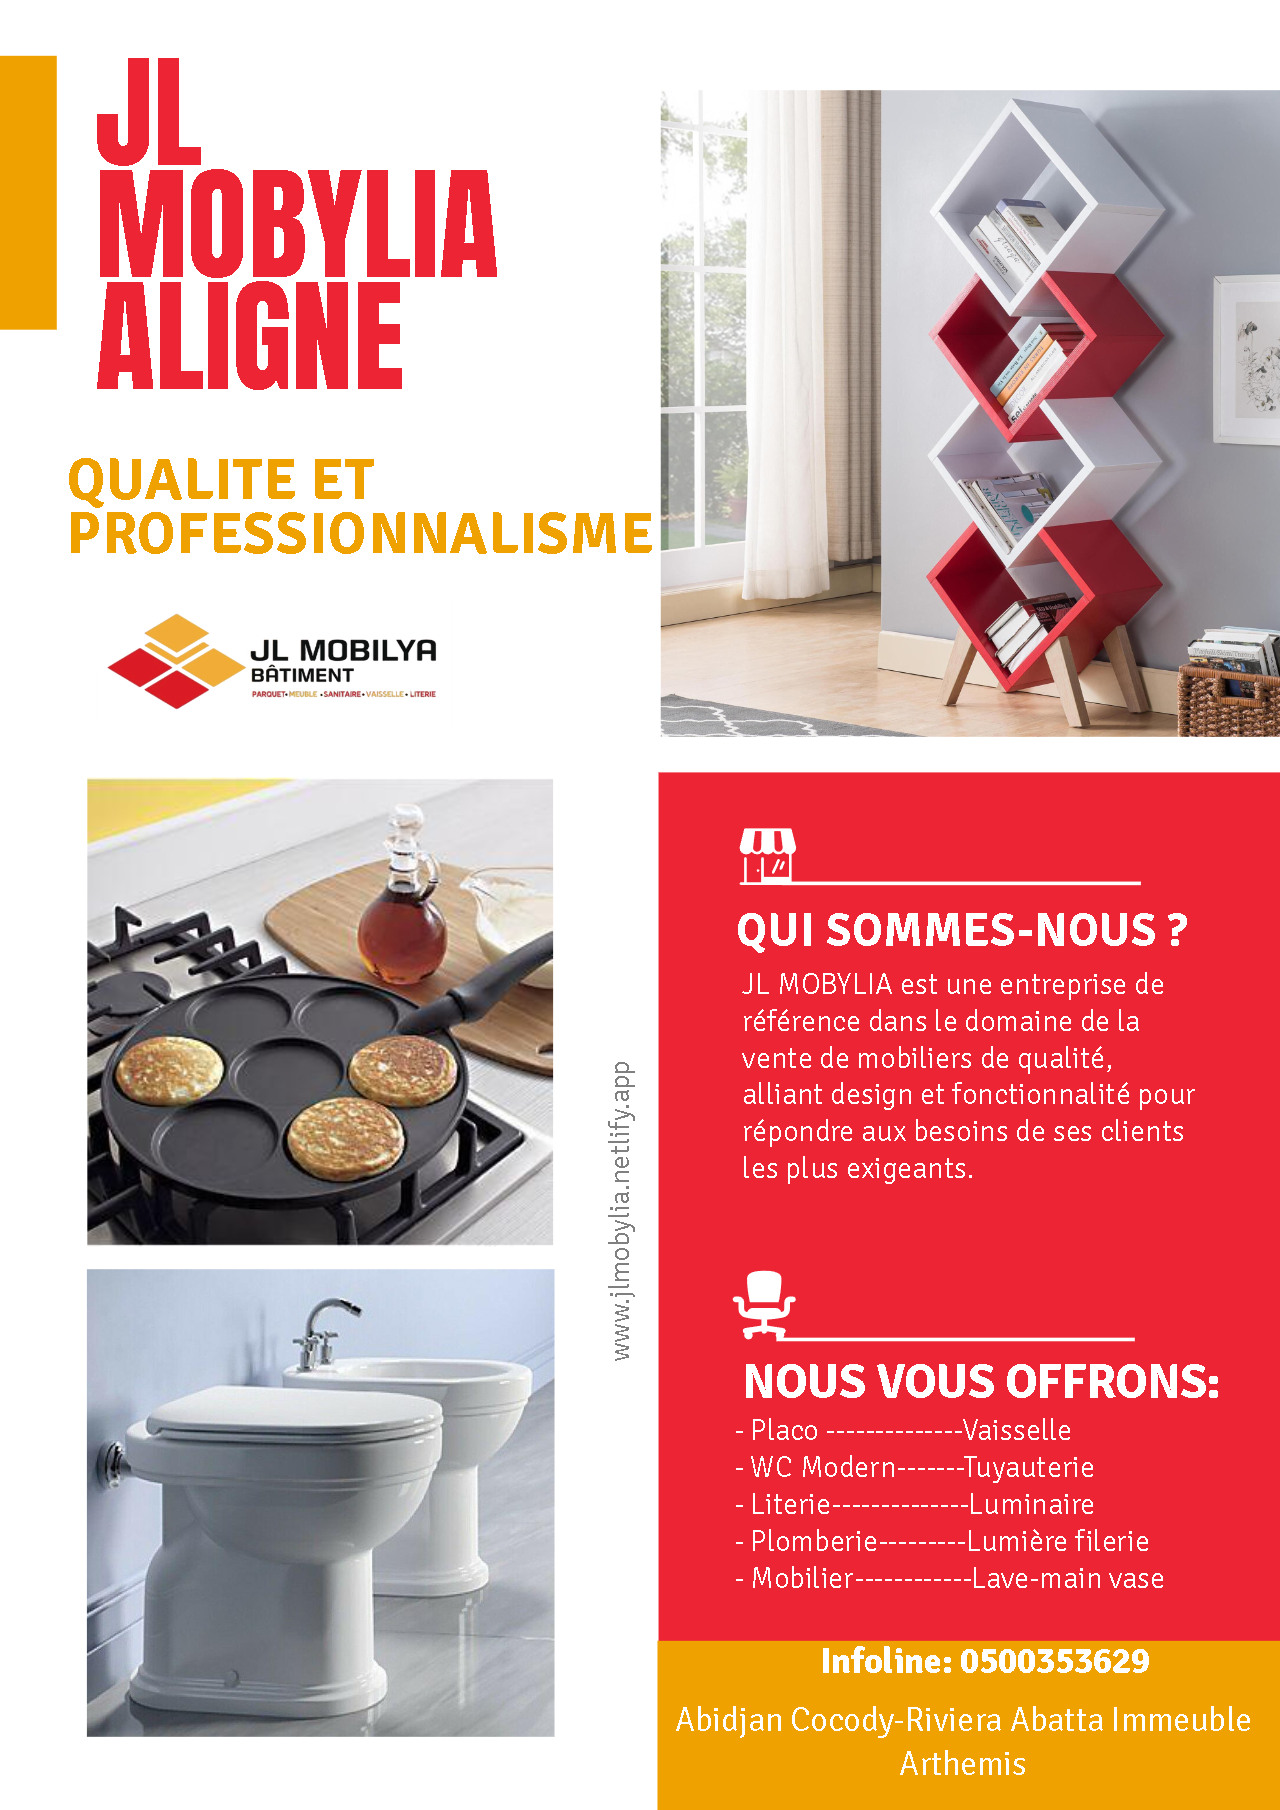 JL
MOBYLIA
ALIGNE
QUALITE ET
PROFESSIONNALISME
JL MOBILYA
BÂTIMENT
PARQUET• MEUBLE •SANITAIRE• VAISSELLE • LITERIE
www.jlmobylia.netlify.app
QUI SOMMES-NOUS ?
JL MOBYLIA est une entreprise de
référence dans le domaine de la
vente de mobiliers de qualité,
alliant design et fonctionnalité pour
répondre aux besoins de ses clients
les plus exigeants.
NOUS VOUS OFFRONS:
- Placo --------------Vaisselle
- WC Modern-------Tuyauterie
- Literie--------------Luminaire
- Plomberie---------Lumière filerie
- Mobilier------------Lave-main vase
Infoline: 0500353629
Abidjan Cocody-Riviera Abatta Immeuble
Arthemis